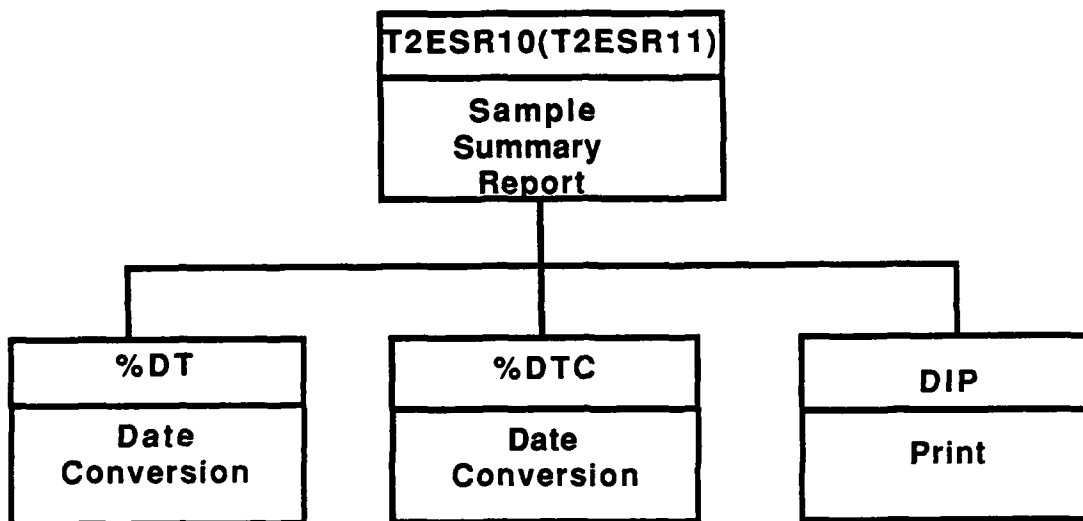 T2ESR10(T2ESR11)
Sample
Summary
Report
%DT
Date
Conversion
%DTC
Date
Conversion
DIP
Print